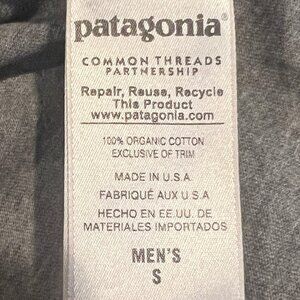 patagonia®
COMMON THREADS
PARTNERSHIP
Repair, Reuse, Recycle
This Product
www.patagonia.com
100% ORGANIC COTTON
EXCLUSIVE OF TRIM
MADE IN U.S.A.
FABRIQUÉ AUX U.S.A.
HECHO EN EE.UU. DE
MATERIALES IMPORTADOS
MEN'S
S